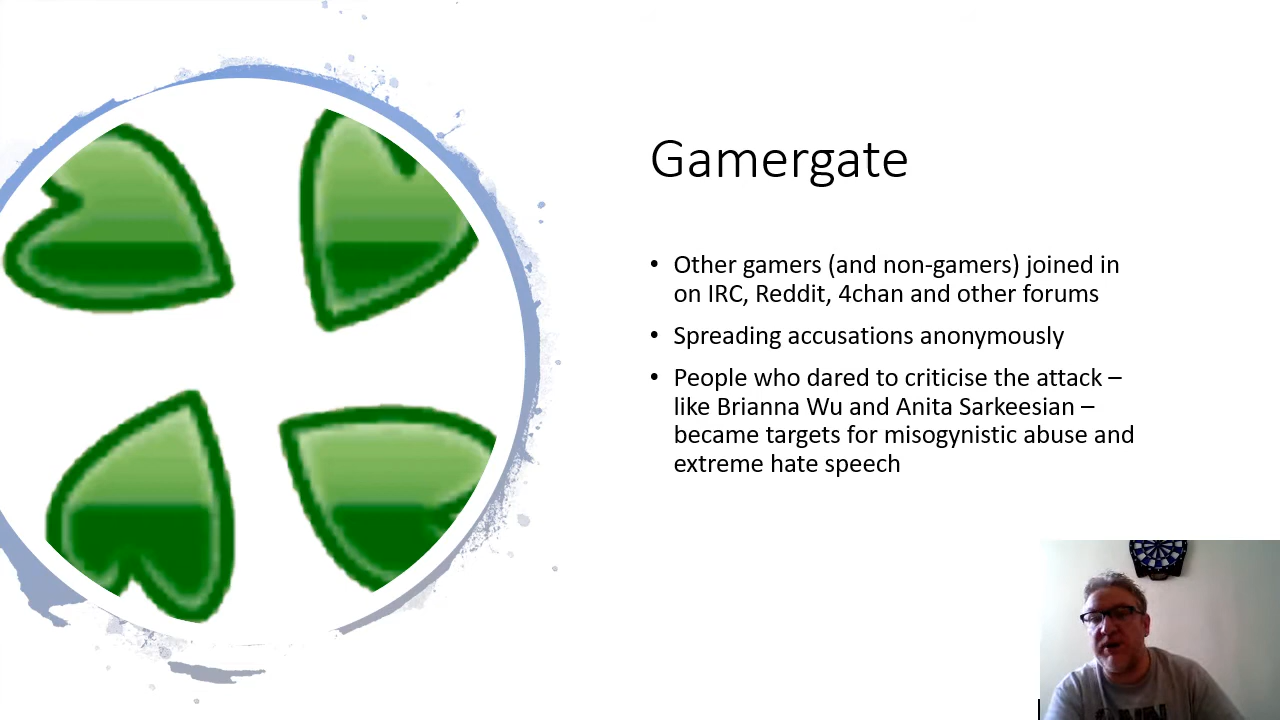 Gamergate
• Other gamers (and non-gamers) joined in
on IRC, Reddit, 4chan and other forums
• Spreading accusations anonymously
• People who dared to criticise the attack –
like Brianna Wu and Anita Sarkeesian –
became targets for misogynistic abuse and
extreme hate speech